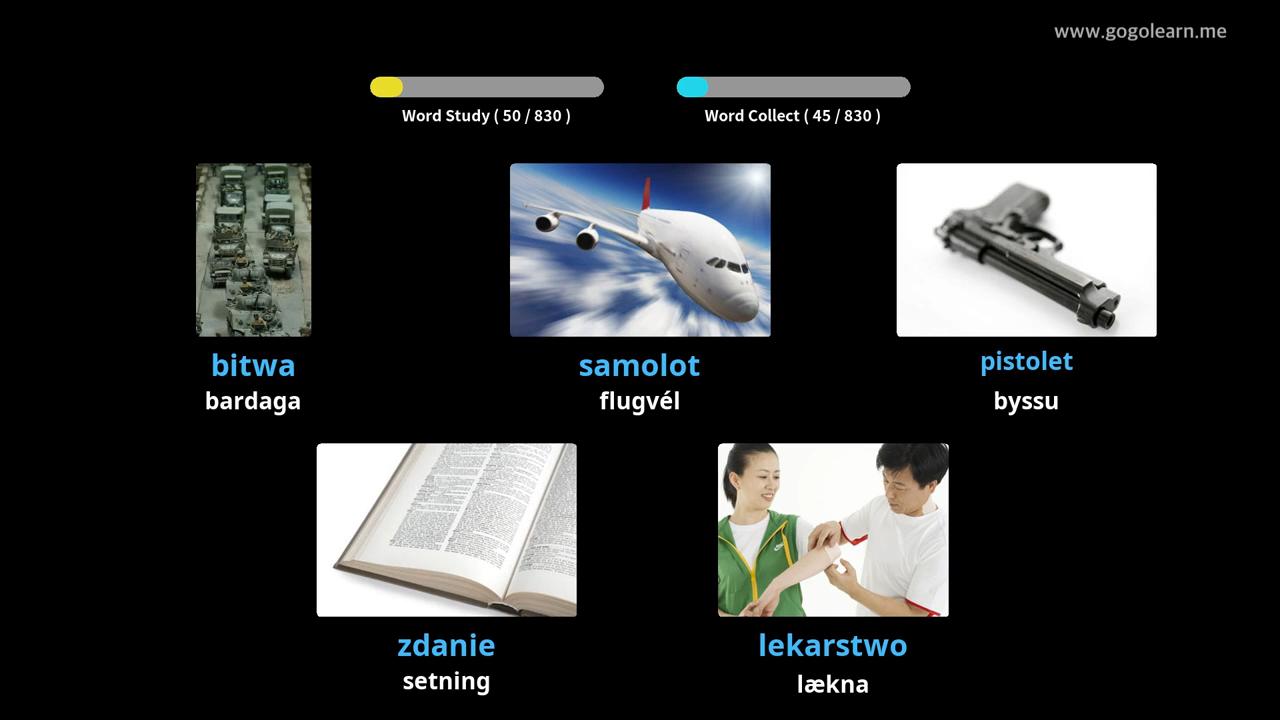 www.gogolearn.me
Word Study ( 50 / 830 )
Word Collect ( 45 / 830 )
bitwa
bardaga
samolot
flugvél
pistolet
byssu
zdanie
setning
lekarstwo
lækna